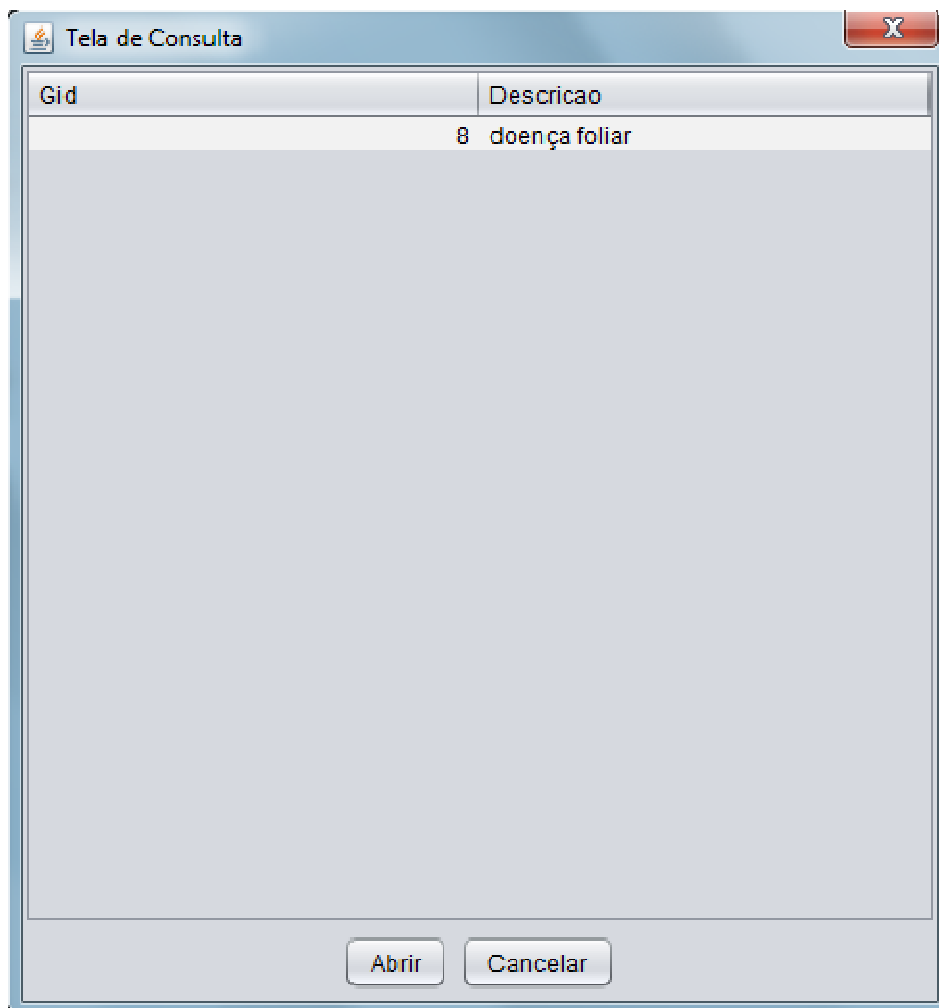 Tela de Consulta
Gid Descricao
8 doença foliar
Abrir Cancelar